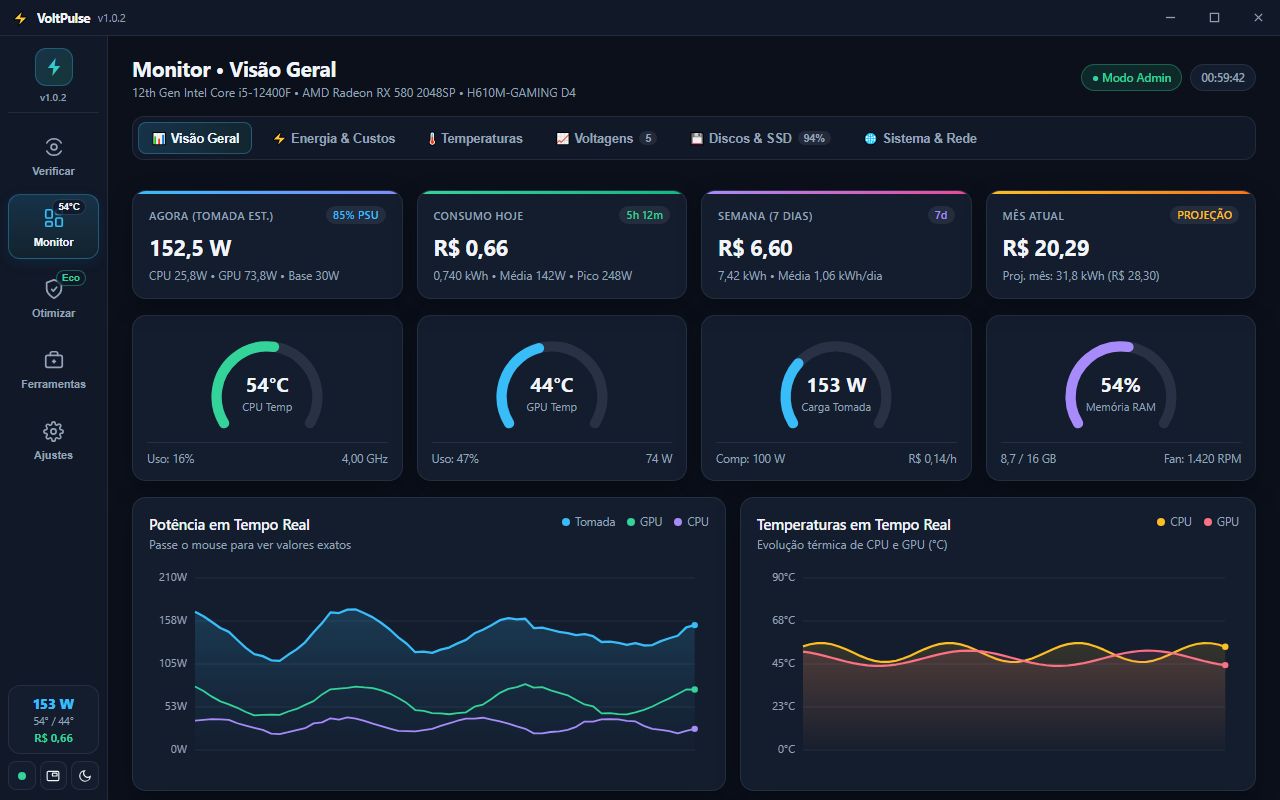 VoltPulse v1.0.2
v1.0.2
Verificar
54°C
Monitor
Eco
Otimizar
Ferramentas
Ajustes
153 W
54° / 44°
R$ 0,66
Monitor • Visão Geral
12th Gen Intel Core i5-12400F • AMD Radeon RX 580 2048SP • H610M-GAMING D4
● Modo Admin
00:59:42
Visão Geral
Energia & Custos
Temperaturas
Voltagens 5
Discos & SSD 94%
Sistema & Rede
AGORA (TOMADA EST.) 85% PSU
152,5 W
CPU 25,8W • GPU 73,8W • Base 30W
CONSUMO HOJE 5h 12m
R$ 0,66
0,740 kWh • Média 142W • Pico 248W
SEMANA (7 DIAS) 7d
R$ 6,60
7,42 kWh • Média 1,06 kWh/dia
MÊS ATUAL PROJEÇÃO
R$ 20,29
Proj. mês: 31,8 kWh (R$ 28,30)
54°C
CPU Temp
Uso: 16% 4,00 GHz
44°C
GPU Temp
Uso: 47% 74 W
153 W
Carga Tomada
Comp: 100 W R$ 0,14/h
54%
Memória RAM
8,7 / 16 GB Fan: 1.420 RPM
Potência em Tempo Real
Passe o mouse para ver valores exatos
Tomada GPU CPU
210W
158W
105W
53W
0W
Temperaturas em Tempo Real
Evolução térmica de CPU e GPU (°C)
CPU GPU
90°C
68°C
45°C
23°C
0°C